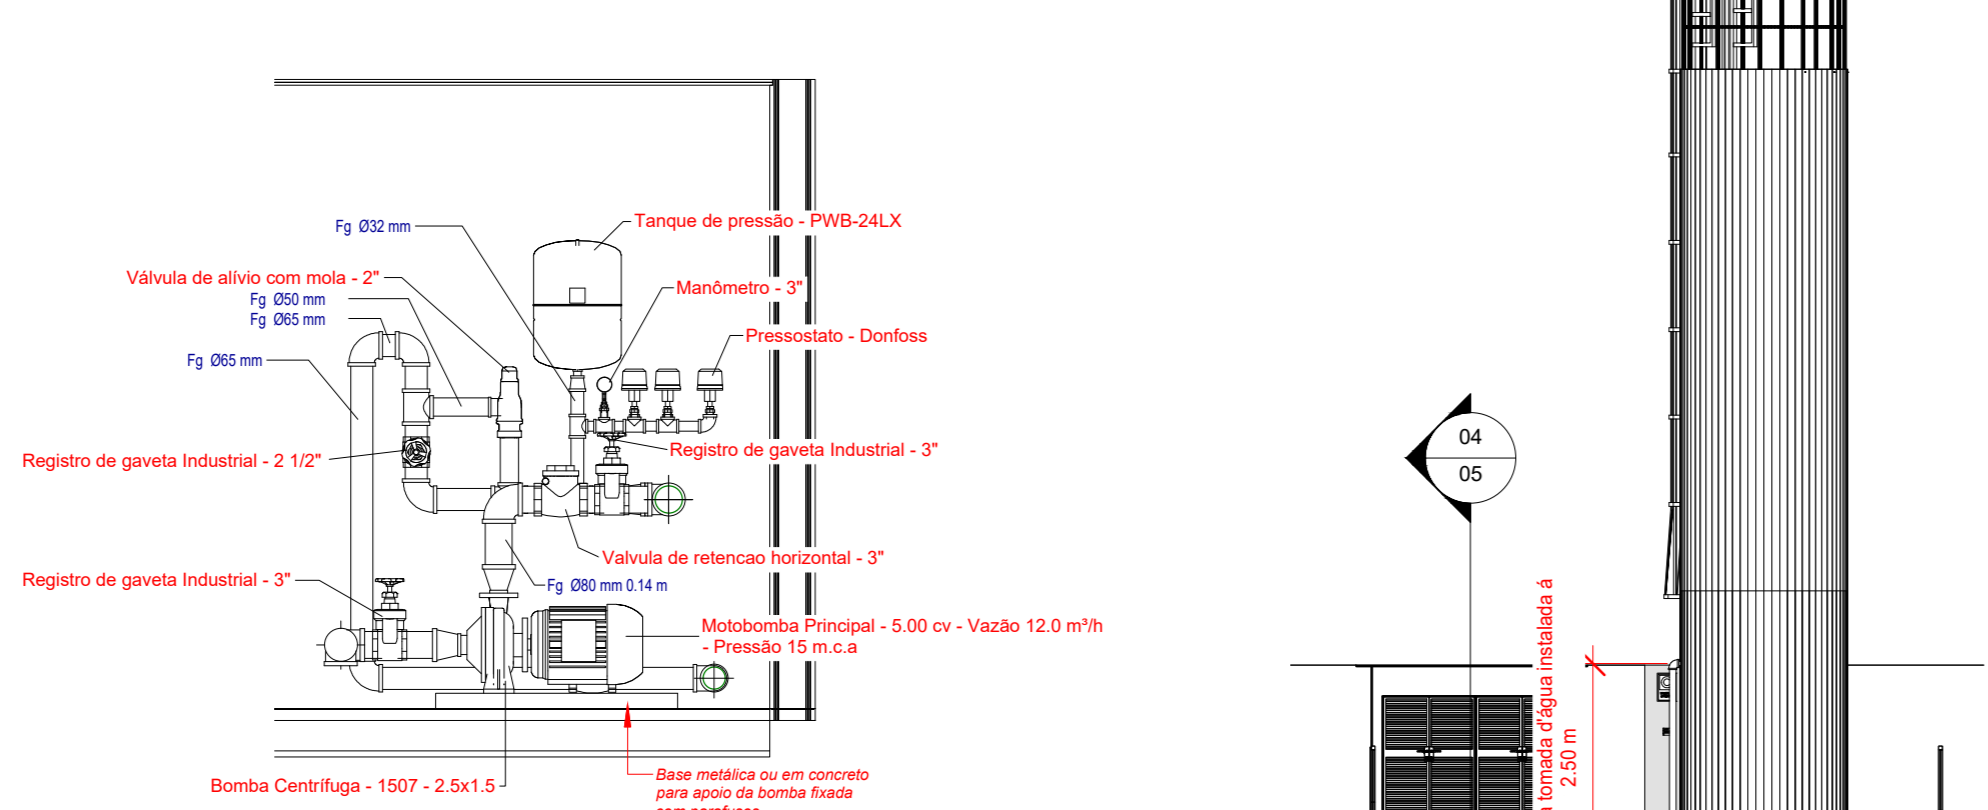 Fg Ø32 mm
Tanque de pressão - PWB-24LX
Válvula de alívio com mola - 2"
Fg Ø50 mm
Fg Ø65 mm
Manômetro - 3"
Pressostato - Donfoss
Fg Ø65 mm
Registro de gaveta Industrial - 2 1/2"
Registro de gaveta Industrial - 3"
Valvula de retencao horizontal - 3"
Registro de gaveta Industrial - 3"
Fg Ø80 mm 0.14 m
Motobomba Principal - 5.00 cv - Vazão 12.0 m³/h
- Pressão 15 m.c.a
Bomba Centrífuga - 1507 - 2.5x1.5
Base metálica ou em concreto
para apoio da bomba fixada
com parafusos
04
05
a tomada d'água instalada á
2.50 m